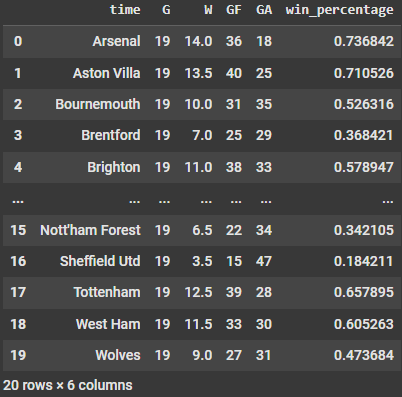 time G W GF GA win_percentage
0 Arsenal 19 14.0 36 18 0.736842
1 Aston Villa 19 13.5 40 25 0.710526
2 Bournemouth 19 10.0 31 35 0.526316
3 Brentford 19 7.0 25 29 0.368421
4 Brighton 19 11.0 38 33 0.578947
... ... ... ... ... ... ...
15 Nott'ham Forest 19 6.5 22 34 0.342105
16 Sheffield Utd 19 3.5 15 47 0.184211
17 Tottenham 19 12.5 39 28 0.657895
18 West Ham 19 11.5 33 30 0.605263
19 Wolves 19 9.0 27 31 0.473684
20 rows × 6 columns